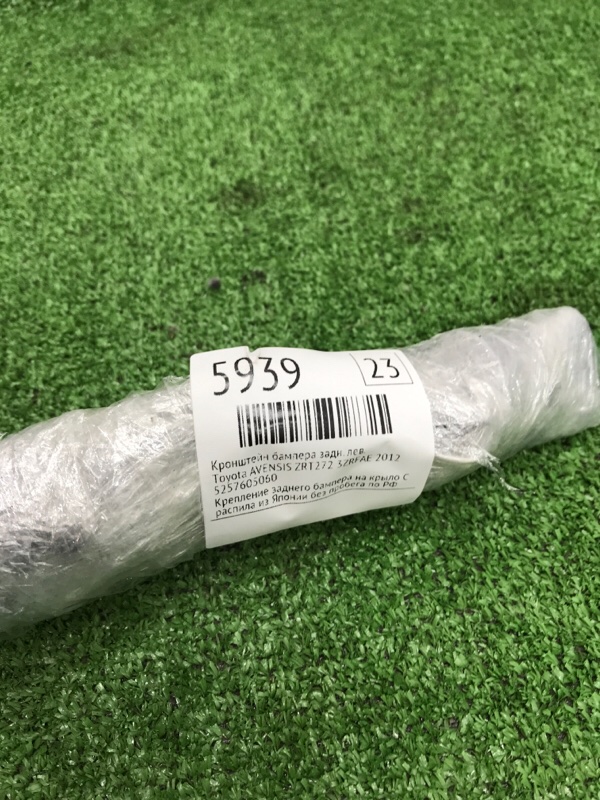 5939 23
Кронштейн бампера задн. лев.
Toyota AVENSIS ZRT272 3ZRFAE 2012
5257605060
Крепление заднего бампера на крыло С
распила из Японии без пробега по РФ